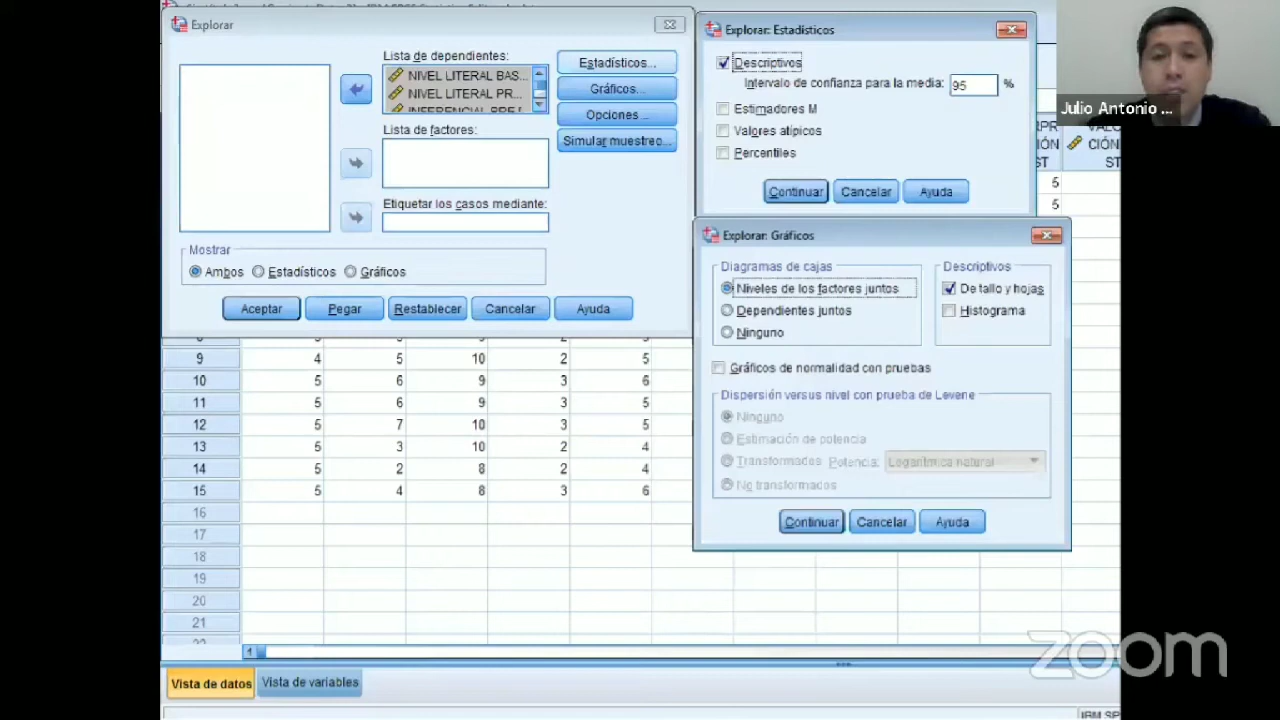 Explorar
Lista de dependientes:
NIVEL LITERAL BAS...
NIVEL LITERAL PR...
Estadísticos...
Gráficos...
Opciones...
Simular muestreo...
Lista de factores:
Etiquetar los casos mediante:
Mostrar
Ambos
Estadísticos
Gráficos
Aceptar
Pegar
Restablecer
Cancelar
Ayuda
Explorar: Estadísticos
Descriptivos
Intervalo de confianza para la media: 95 %
Estimadores M
Valores atípicos
Percentiles
Continuar
Cancelar
Ayuda
Explorar: Gráficos
Diagramas de cajas
Niveles de los factores juntos
Dependientes juntos
Ninguno
Descriptivos
De tallo y hojas
Histograma
Gráficos de normalidad con pruebas
Dispersión versus nivel con prueba de Levene
Ninguno
Estimación de potencia
Transformados Potencia: Logarítmica natural
No transformados
Continuar
Cancelar
Ayuda
Julio Antonio ...
CIÓN
ST
5
5
9 4 5 10 2 5
10 5 6 9 3 6
11 5 6 9 3 5
12 5 7 10 3 5
13 5 3 10 2 4
14 5 2 8 2 4
15 5 4 8 3 6
16
17
18
19
20
21
Vista de datos
Vista de variables
IBM SP
zoom